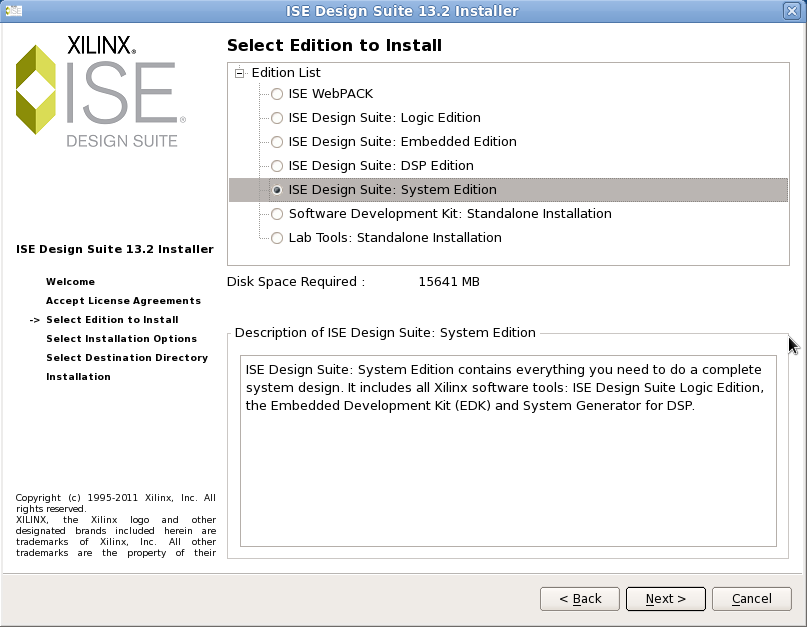 ISE Design Suite 13.2 Installer
XILINX®
ISE®
DESIGN SUITE
ISE Design Suite 13.2 Installer
Welcome
Accept License Agreements
-> Select Edition to Install
Select Installation Options
Select Destination Directory
Installation
Copyright (c) 1995-2011 Xilinx, Inc. All
rights reserved.
XILINX, the Xilinx logo and other
designated brands included herein are
trademarks of Xilinx, Inc. All other
trademarks are the property of their
Select Edition to Install
Edition List
ISE WebPACK
ISE Design Suite: Logic Edition
ISE Design Suite: Embedded Edition
ISE Design Suite: DSP Edition
ISE Design Suite: System Edition
Software Development Kit: Standalone Installation
Lab Tools: Standalone Installation
Disk Space Required : 15641 MB
Description of ISE Design Suite: System Edition
ISE Design Suite: System Edition contains everything you need to do a complete
system design. It includes all Xilinx software tools: ISE Design Suite Logic Edition,
the Embedded Development Kit (EDK) and System Generator for DSP.
< Back Next > Cancel